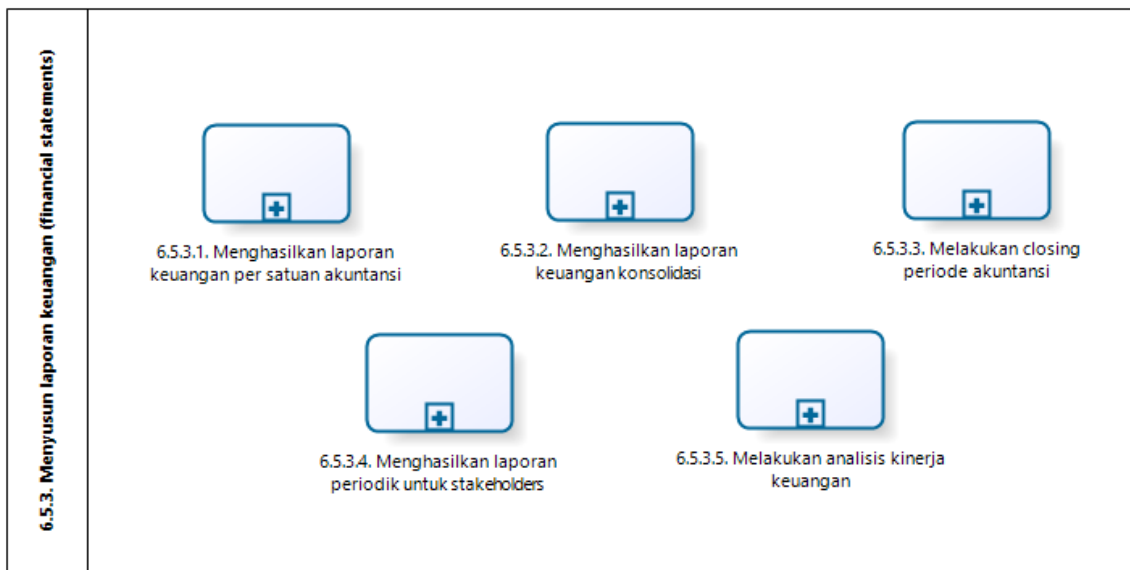 6.5.3. Menyusun laporan keuangan (financial statements)
6.5.3.1. Menghasilkan laporan
keuangan per satuan akuntansi
6.5.3.2. Menghasilkan laporan
keuangan konsolidasi
6.5.3.3. Melakukan closing
periode akuntansi
6.5.3.4. Menghasilkan laporan
periodik untuk stakeholders
6.5.3.5. Melakukan analisis kinerja
keuangan